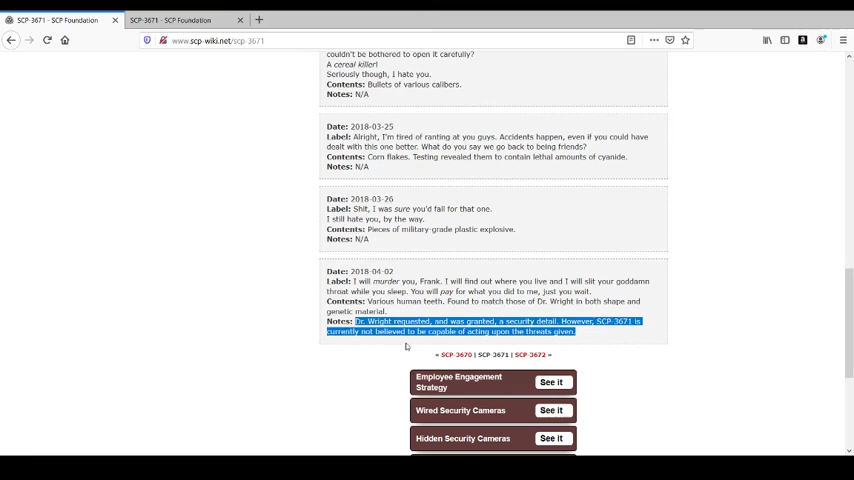 SCP-3671 - SCP Foundation
SCP-3671 - SCP Foundation
www.scp-wiki.net/scp-3671
couldn't be bothered to open it carefully?
A cereal killer!
Seriously though, I hate you.
Contents: Bullets of various calibers.
Notes: N/A
Date: 2018-03-25
Label: Alright, I'm tired of ranting at you guys. Accidents happen, even if you could have
dealt with this one better. What do you say we go back to being friends?
Contents: Corn flakes. Testing revealed them to contain lethal amounts of cyanide.
Notes: N/A
Date: 2018-03-26
Label: Shit, I was sure you'd fall for that one.
I still hate you, by the way.
Contents: Pieces of military-grade plastic explosive.
Notes: N/A
Date: 2018-04-02
Label: I will murder you, Frank. I will find out where you live and I will slit your goddamn
throat while you sleep. You will pay for what you did to me, just you wait.
Contents: Various human teeth. Found to match those of Dr. Wright in both shape and
genetic material.
Notes: Dr. Wright requested, and was granted, a security detail. However, SCP-3671 is
currently not believed to be capable of acting upon the threats given.
« SCP-3670 | SCP-3671 | SCP-3672 »
Employee Engagement
Strategy
See it
Wired Security Cameras
See it
Hidden Security Cameras
See it